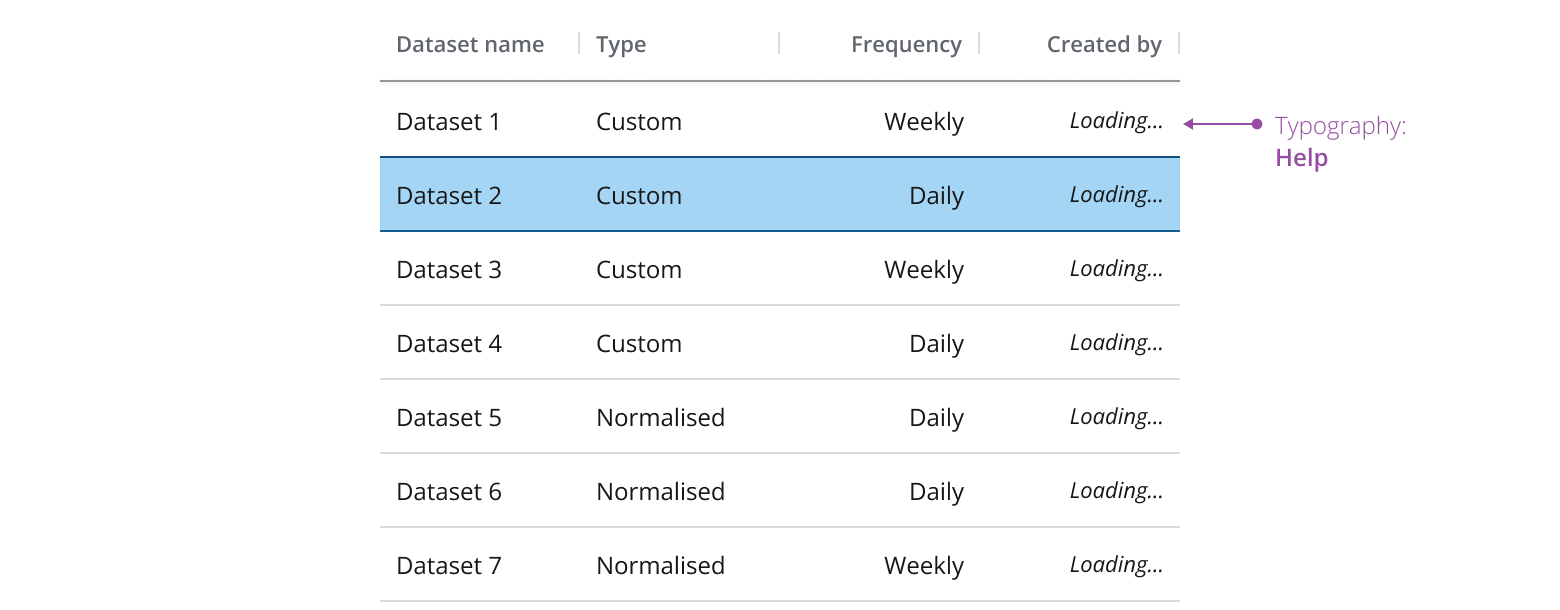 Dataset name Type Frequency Created by
Dataset 1 Custom Weekly Loading...
Typography:
Help
Dataset 2 Custom Daily Loading...
Dataset 3 Custom Weekly Loading...
Dataset 4 Custom Daily Loading...
Dataset 5 Normalised Daily Loading...
Dataset 6 Normalised Daily Loading...
Dataset 7 Normalised Weekly Loading...